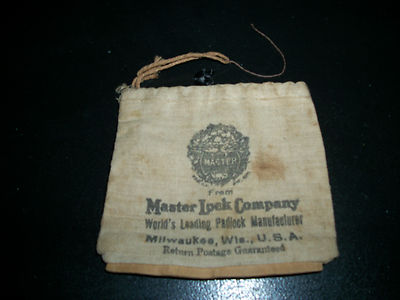 MASTER
From
Master Lock Company
World's Leading Padlock Manufacturer
Milwaukee, Wis., U.S.A.
Return Postage Guaranteed